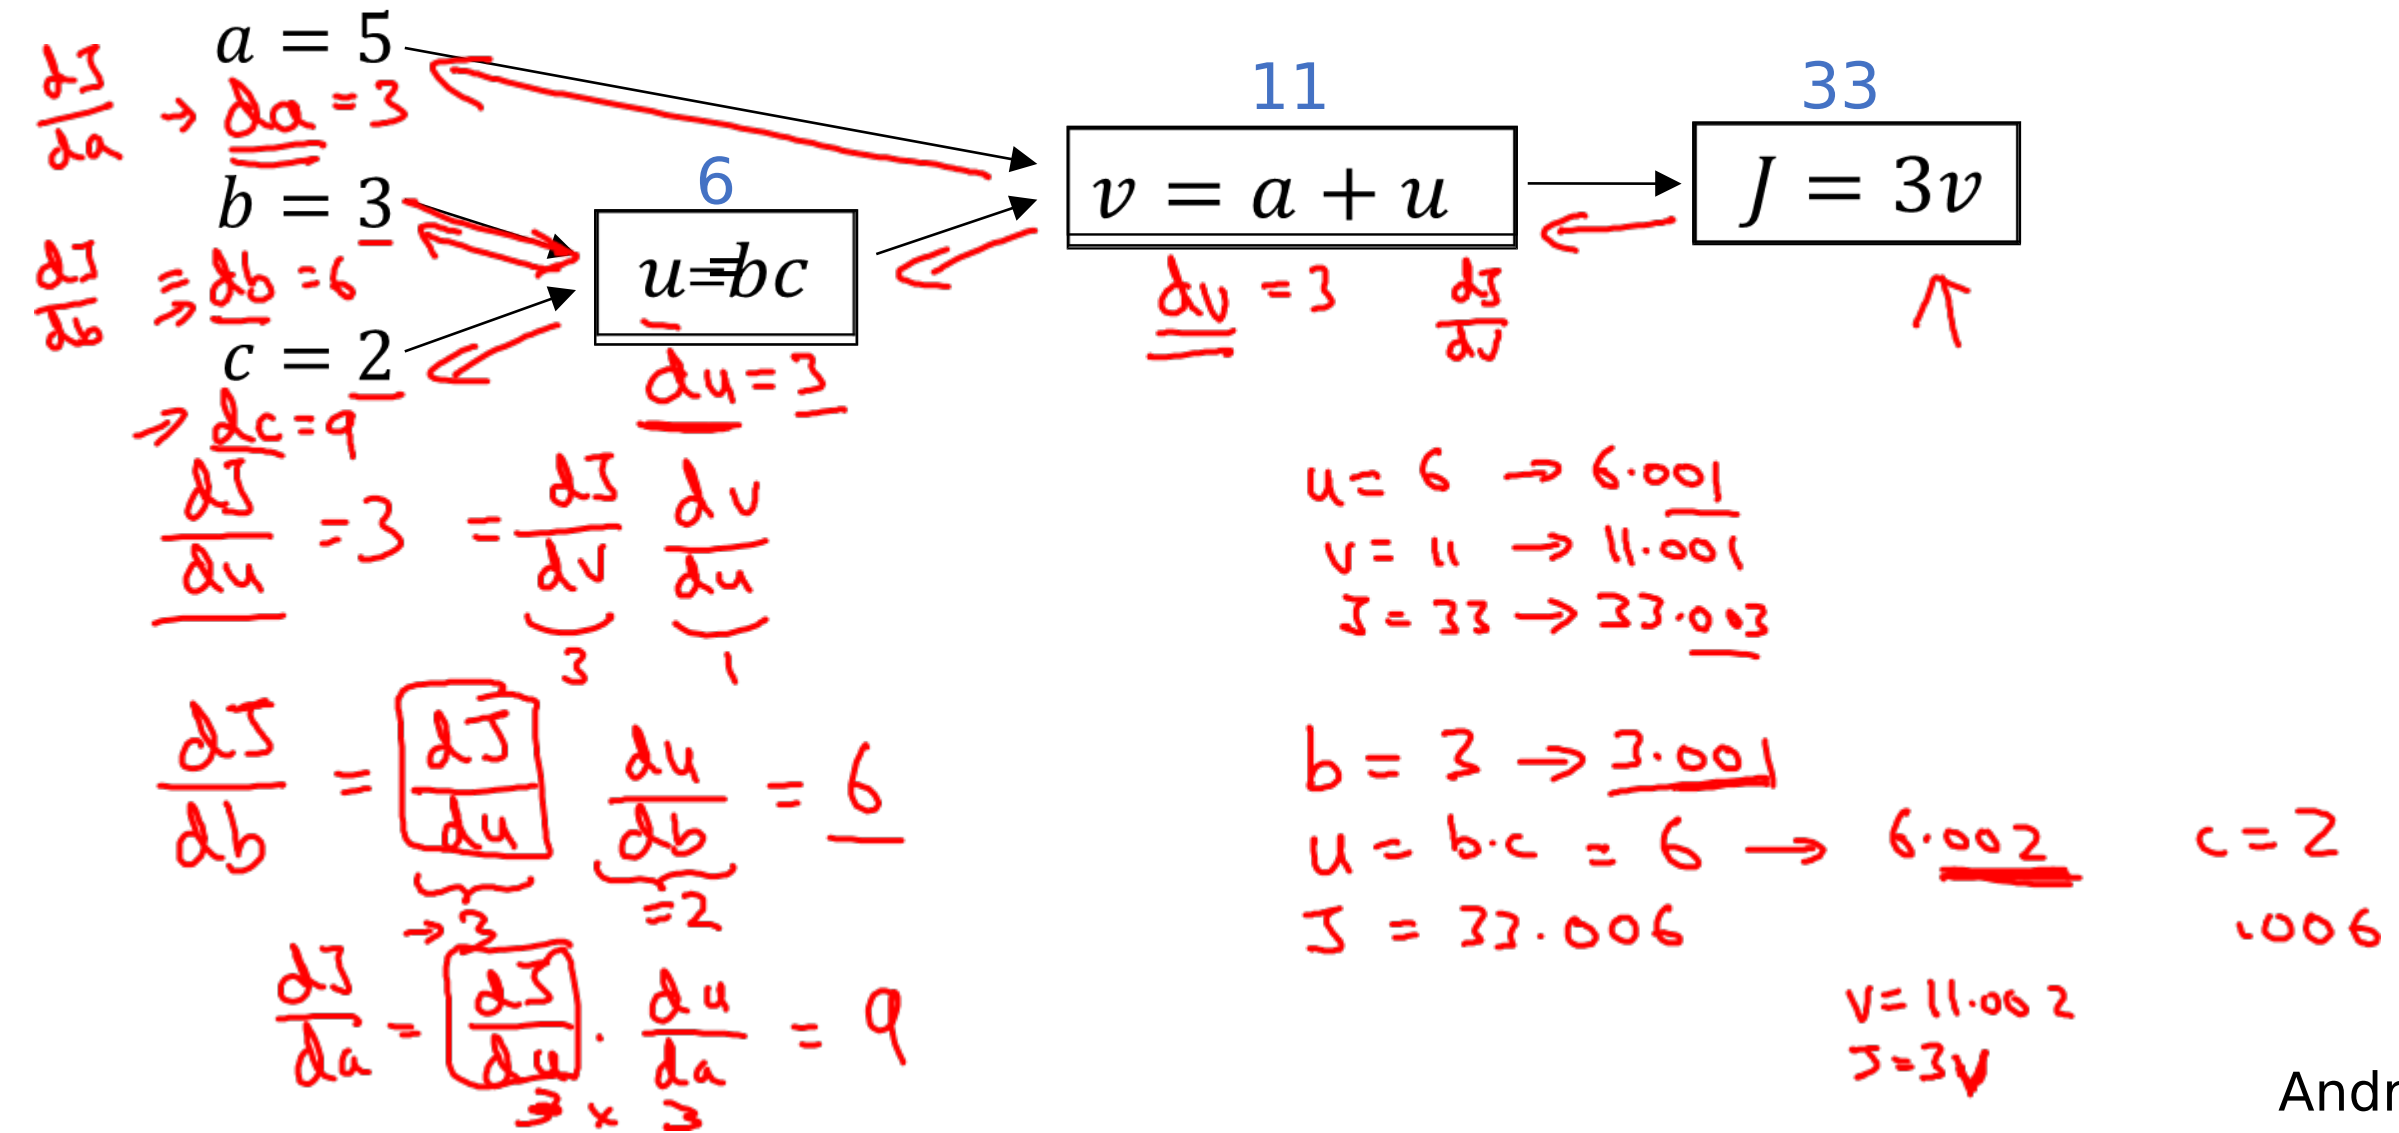 a = 5
11
33
dJ/da → da = 3
v = a + u
J = 3v
6
b = 3
u = bc
dJ/db ⇒ db = 6
dv = 3
dJ/dv
c = 2
du = 3
⇒ dc = 9
dJ/du = 3 = dJ/dv dv/du
3 1
u = 6 → 6.001
v = 11 → 11.001
J = 33 → 33.003
dJ/db = dJ/du du/db = 6
→ 3 = 2
b = 3 → 3.001
u = b·c = 6 → 6.002 c = 2
J = 33.006 .006
dJ/da = dJ/du · du/da = 9
3 × 3
v = 11.002
J = 3v
Andr